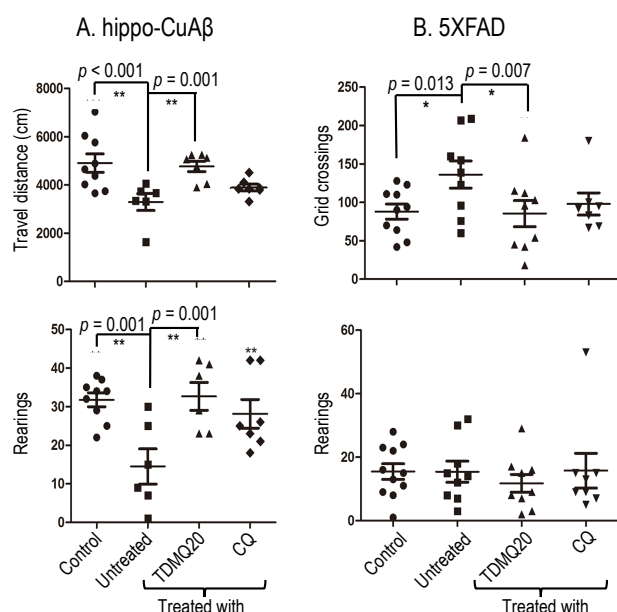 A. hippo-CuAβ
B. 5XFAD
p < 0.001
p = 0.001
** **
Travel distance (cm)
8000
6000
4000
2000
0
p = 0.013
p = 0.007
* *
Grid crossings
250
200
150
100
50
0
p = 0.001
p = 0.001
** ** **
Rearings
50
40
30
20
10
0
Rearings
60
40
20
0
Control
Untreated
TDMQ20
CQ
Treated with
Control
Untreated
TDMQ20
CQ
Treated with